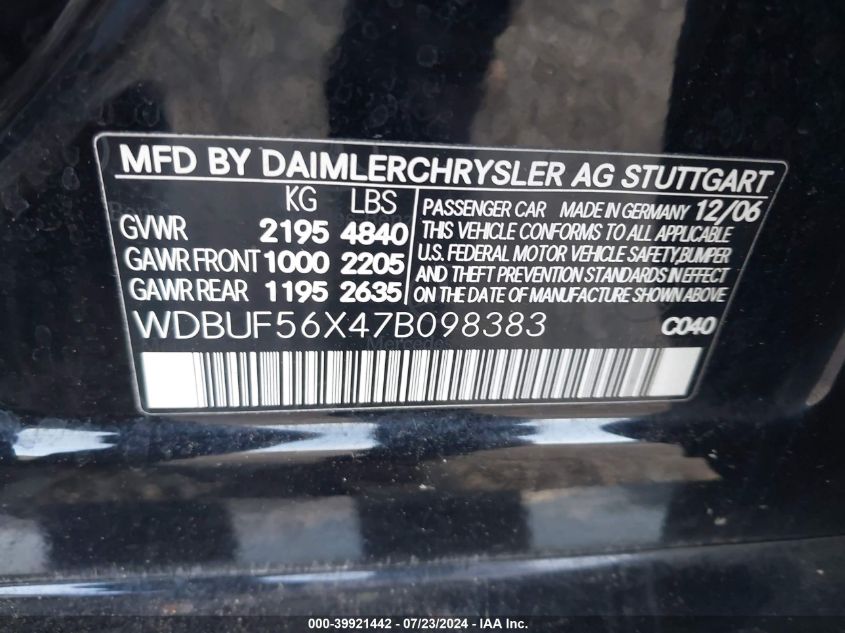 MFD BY DAIMLERCHRYSLER AG STUTTGART
KG LBS
GVWR 2195 4840
GAWR FRONT 1000 2205
GAWR REAR 1195 2635
PASSENGER CAR MADE IN GERMANY 12/06
THIS VEHICLE CONFORMS TO ALL APPLICABLE
U.S. FEDERAL MOTOR VEHICLE SAFETY,BUMPER
AND THEFT PREVENTION STANDARDS IN EFFECT
ON THE DATE OF MANUFACTURE SHOWN ABOVE
WDBUF56X47B098383 C040
Mercedes
000-39921442 / 07/23/2024 - IAA Inc.